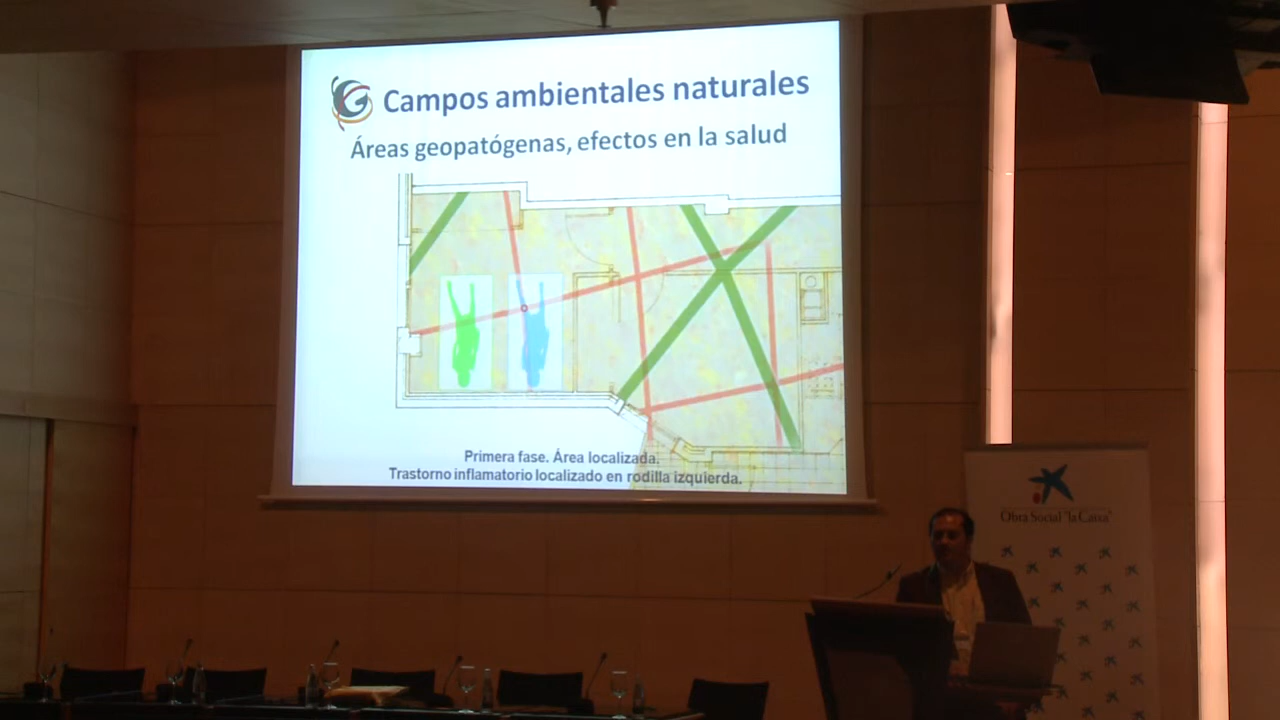 Campos ambientales naturales
Áreas geopatógenas, efectos en la salud
Primera fase. Área localizada.
Trastorno inflamatorio localizado en rodilla izquierda.
Obra Social "la Caixa"